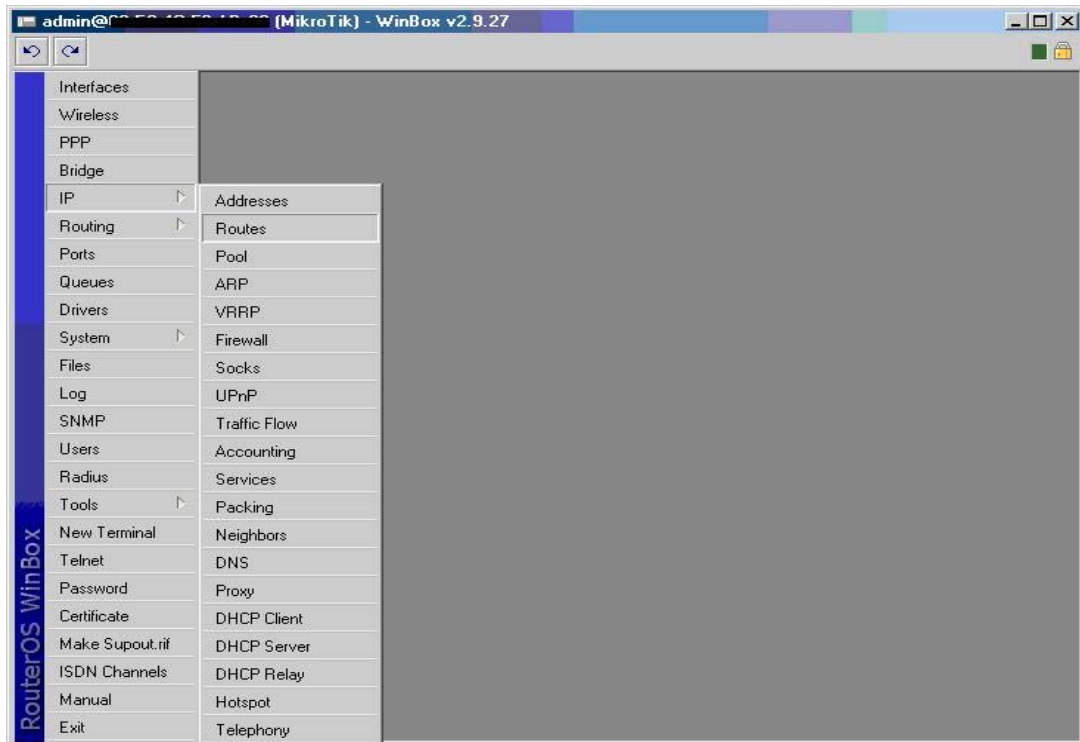 admin@ (MikroTik) - WinBox v2.9.27
Interfaces
Wireless
PPP
Bridge
IP
Routing
Ports
Queues
Drivers
System
Files
Log
SNMP
Users
Radius
Tools
New Terminal
Telnet
Password
Certificate
Make Supout.rif
ISDN Channels
Manual
Exit
Addresses
Routes
Pool
ARP
VRRP
Firewall
Socks
UPnP
Traffic Flow
Accounting
Services
Packing
Neighbors
DNS
Proxy
DHCP Client
DHCP Server
DHCP Relay
Hotspot
Telephony
RouterOS WinBox